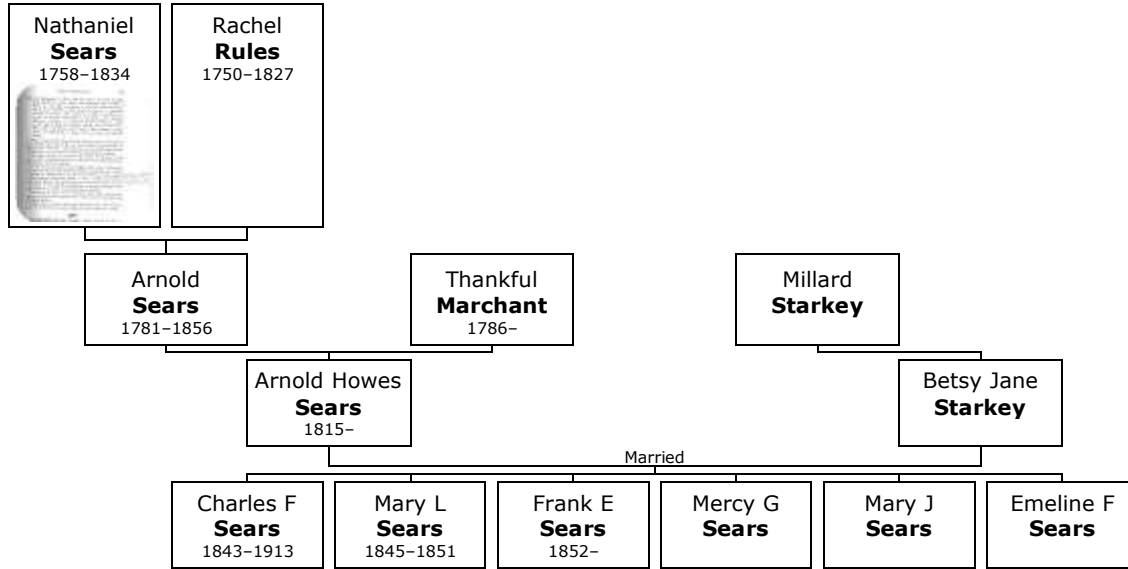 Nathaniel
Sears
1758–1834
Rachel
Rules
1750–1827
Arnold
Sears
1781–1856
Thankful
Marchant
1786–
Millard
Starkey
Arnold Howes
Sears
1815–
Betsy Jane
Starkey
Married
Charles F
Sears
1843–1913
Mary L
Sears
1845–1851
Frank E
Sears
1852–
Mercy G
Sears
Mary J
Sears
Emeline F
Sears